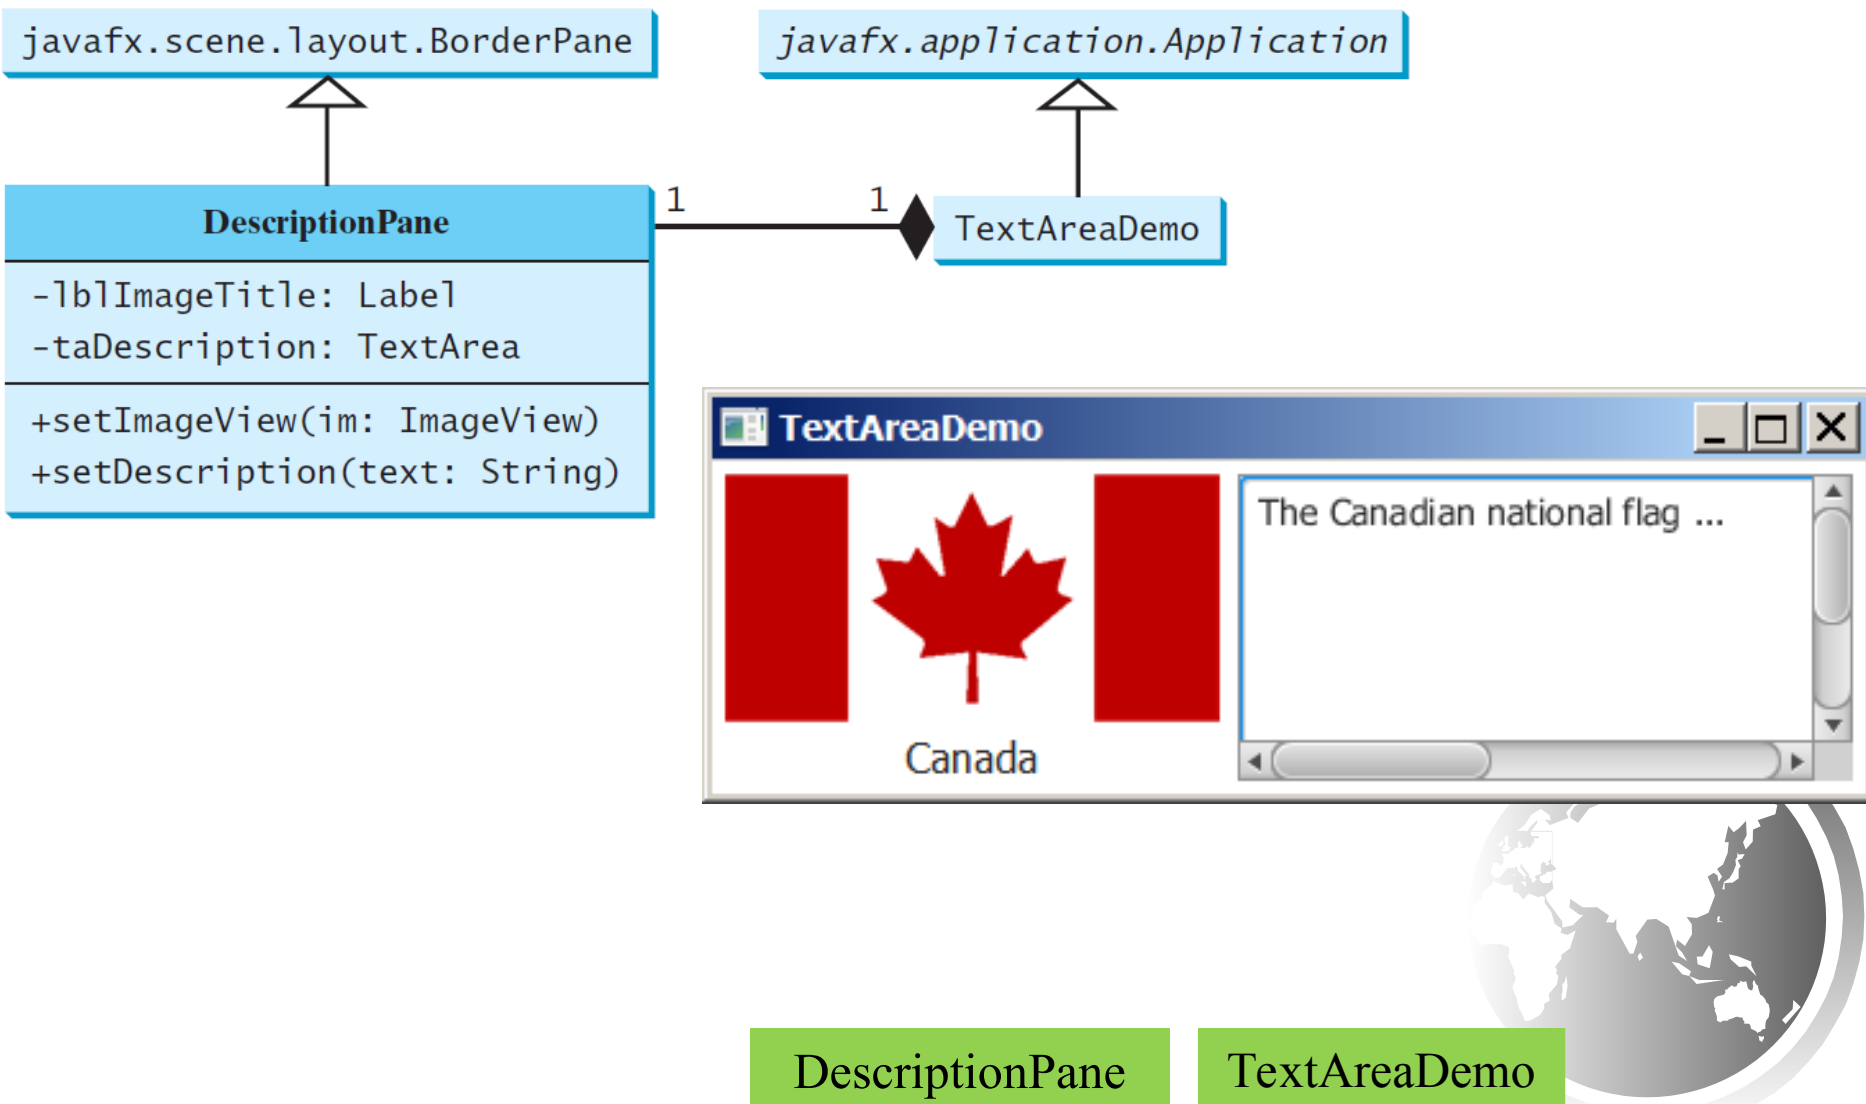 javafx.scene.layout.BorderPane
javafx.application.Application
DescriptionPane
-lblImageTitle: Label
-taDescription: TextArea
+setImageView(im: ImageView)
+setDescription(text: String)
1
1
TextAreaDemo
TextAreaDemo
The Canadian national flag ...
Canada
DescriptionPane
TextAreaDemo